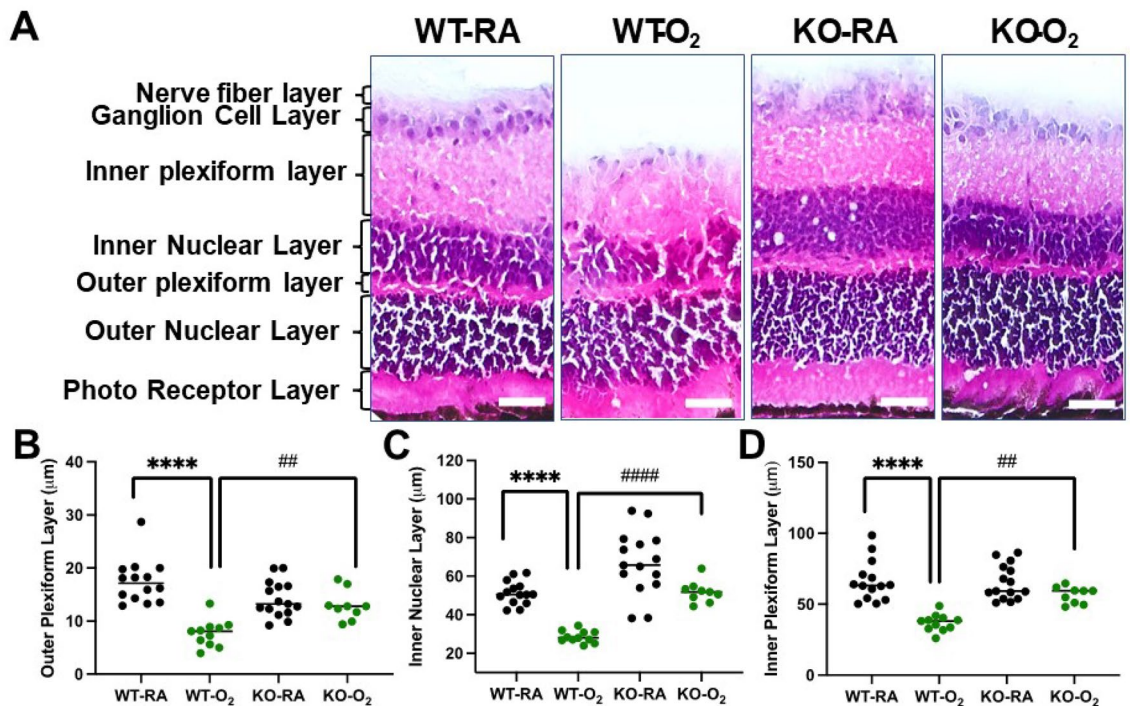 A
WT-RA WT-O₂ KO-RA KO-O₂
Nerve fiber layer
Ganglion Cell Layer
Inner plexiform layer
Inner Nuclear Layer
Outer plexiform layer
Outer Nuclear Layer
Photo Receptor Layer
B
Outer Plexiform Layer (μm)
40
30
20
10
0
**** ##
WT-RA WT-O₂ KO-RA KO-O₂
C
Inner Nuclear Layer (μm)
120
100
80
60
40
20
**** ####
WT-RA WT-O₂ KO-RA KO-O₂
D
Inner Plexiform Layer (μm)
150
100
50
0
**** ##
WT-RA WT-O₂ KO-RA KO-O₂